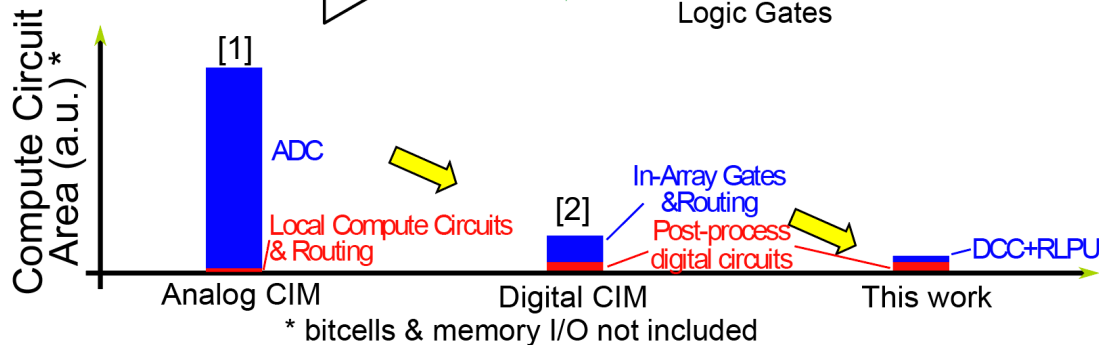 Logic Gates
Compute Circuit
Area (a.u.) *
[1]
ADC
Local Compute Circuits
& Routing
Analog CIM
[2]
In-Array Gates
&Routing
Post-process
digital circuits
Digital CIM
DCC+RLPU
This work
* bitcells & memory I/O not included